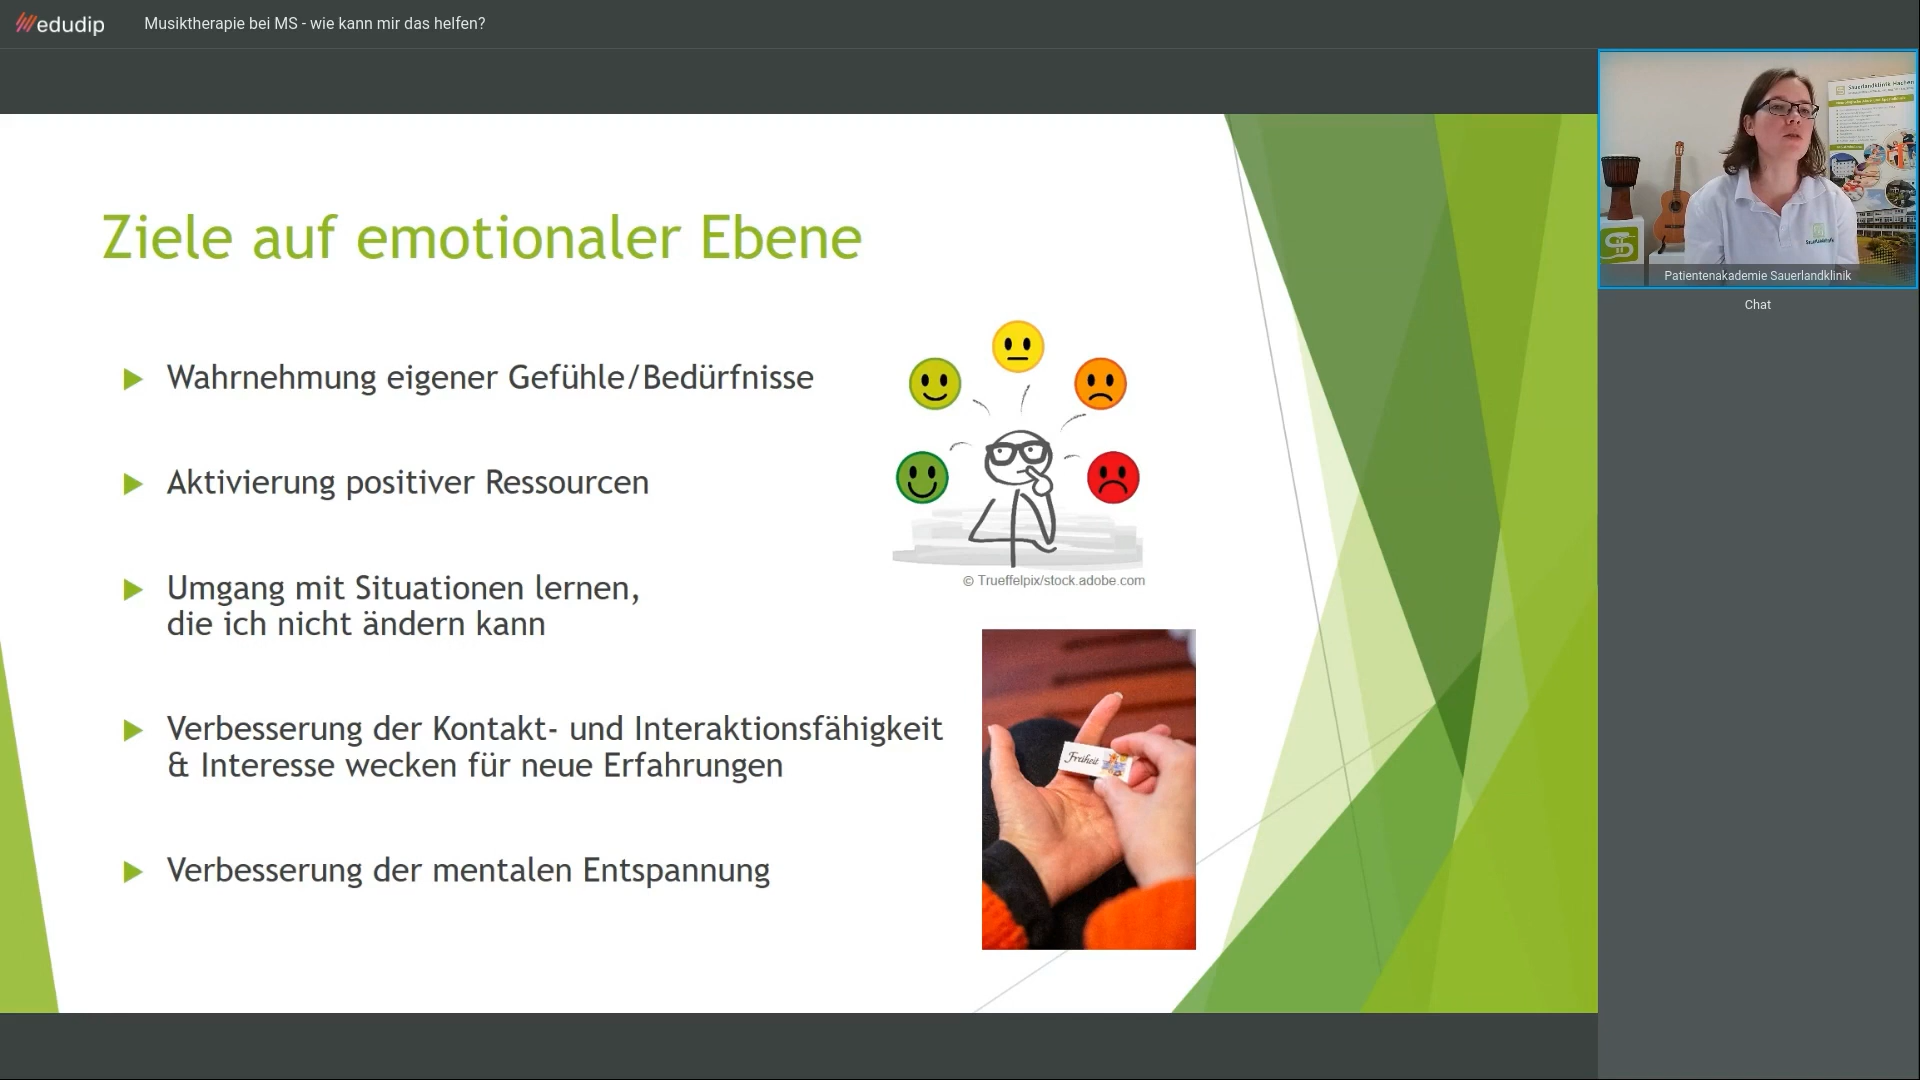 edudip
Musiktherapie bei MS - wie kann mir das helfen?
Ziele auf emotionaler Ebene
Wahrnehmung eigener Gefühle/Bedürfnisse
Aktivierung positiver Ressourcen
Umgang mit Situationen lernen,
die ich nicht ändern kann
Verbesserung der Kontakt- und Interaktionsfähigkeit
& Interesse wecken für neue Erfahrungen
Verbesserung der mentalen Entspannung
© Trueffelpix/stock.adobe.com
Freiheit
Sauerlandklinik Hachen
Patientenakademie Sauerlandklinik
Chat